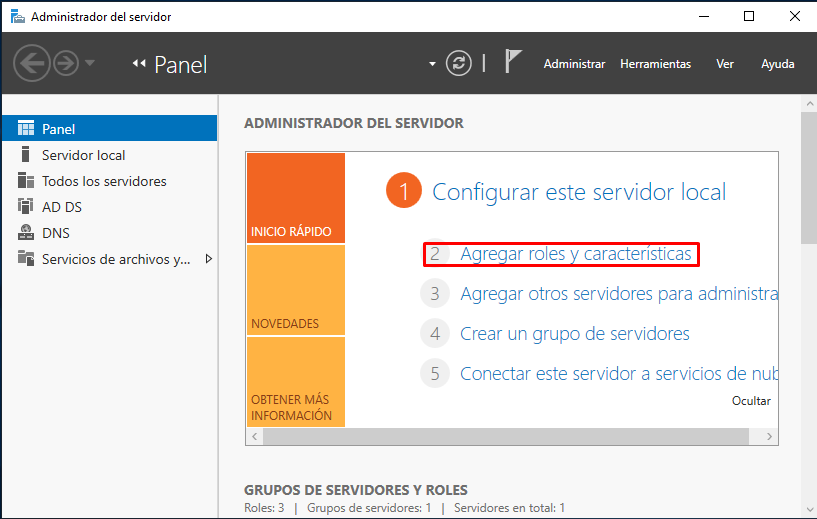 Administrador del servidor
Panel
Administrar Herramientas Ver Ayuda
Panel
Servidor local
Todos los servidores
AD DS
DNS
Servicios de archivos y...
ADMINISTRADOR DEL SERVIDOR
INICIO RÁPIDO
NOVEDADES
OBTENER MÁS
INFORMACIÓN
1 Configurar este servidor local
2 Agregar roles y características
3 Agregar otros servidores para administra
4 Crear un grupo de servidores
5 Conectar este servidor a servicios de nub
Ocultar
GRUPOS DE SERVIDORES Y ROLES
Roles: 3 | Grupos de servidores: 1 | Servidores en total: 1